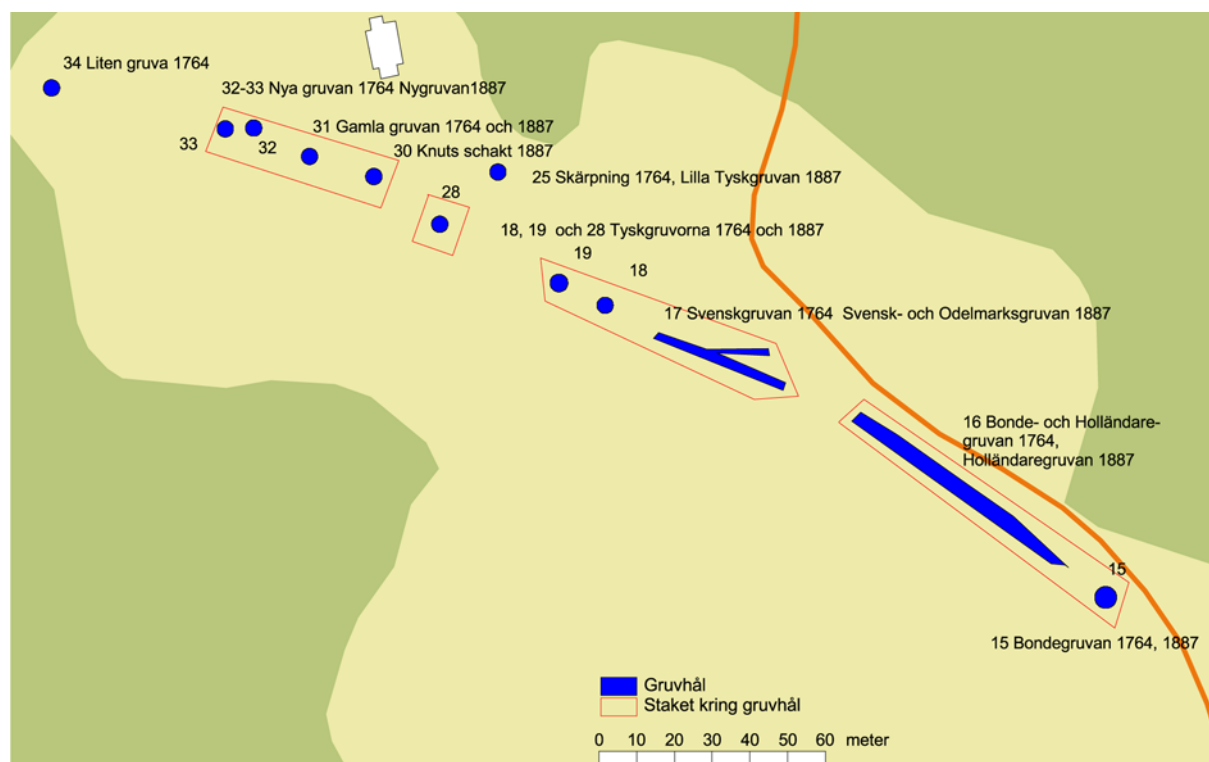 34 Liten gruva 1764
32-33 Nya gruvan 1764 Nygruvan1887
31 Gamla gruvan 1764 och 1887
33
32
30 Knuts schakt 1887
25 Skärpning 1764, Lilla Tyskgruvan 1887
28
18, 19 och 28 Tyskgruvorna 1764 och 1887
19
18
17 Svenskgruvan 1764 Svensk- och Odelmarksgruvan 1887
16 Bonde- och Holländare-
gruvan 1764,
Holländaregruvan 1887
15
15 Bondegruvan 1764, 1887
Gruvhål
Staket kring gruvhål
0 10 20 30 40 50 60 meter